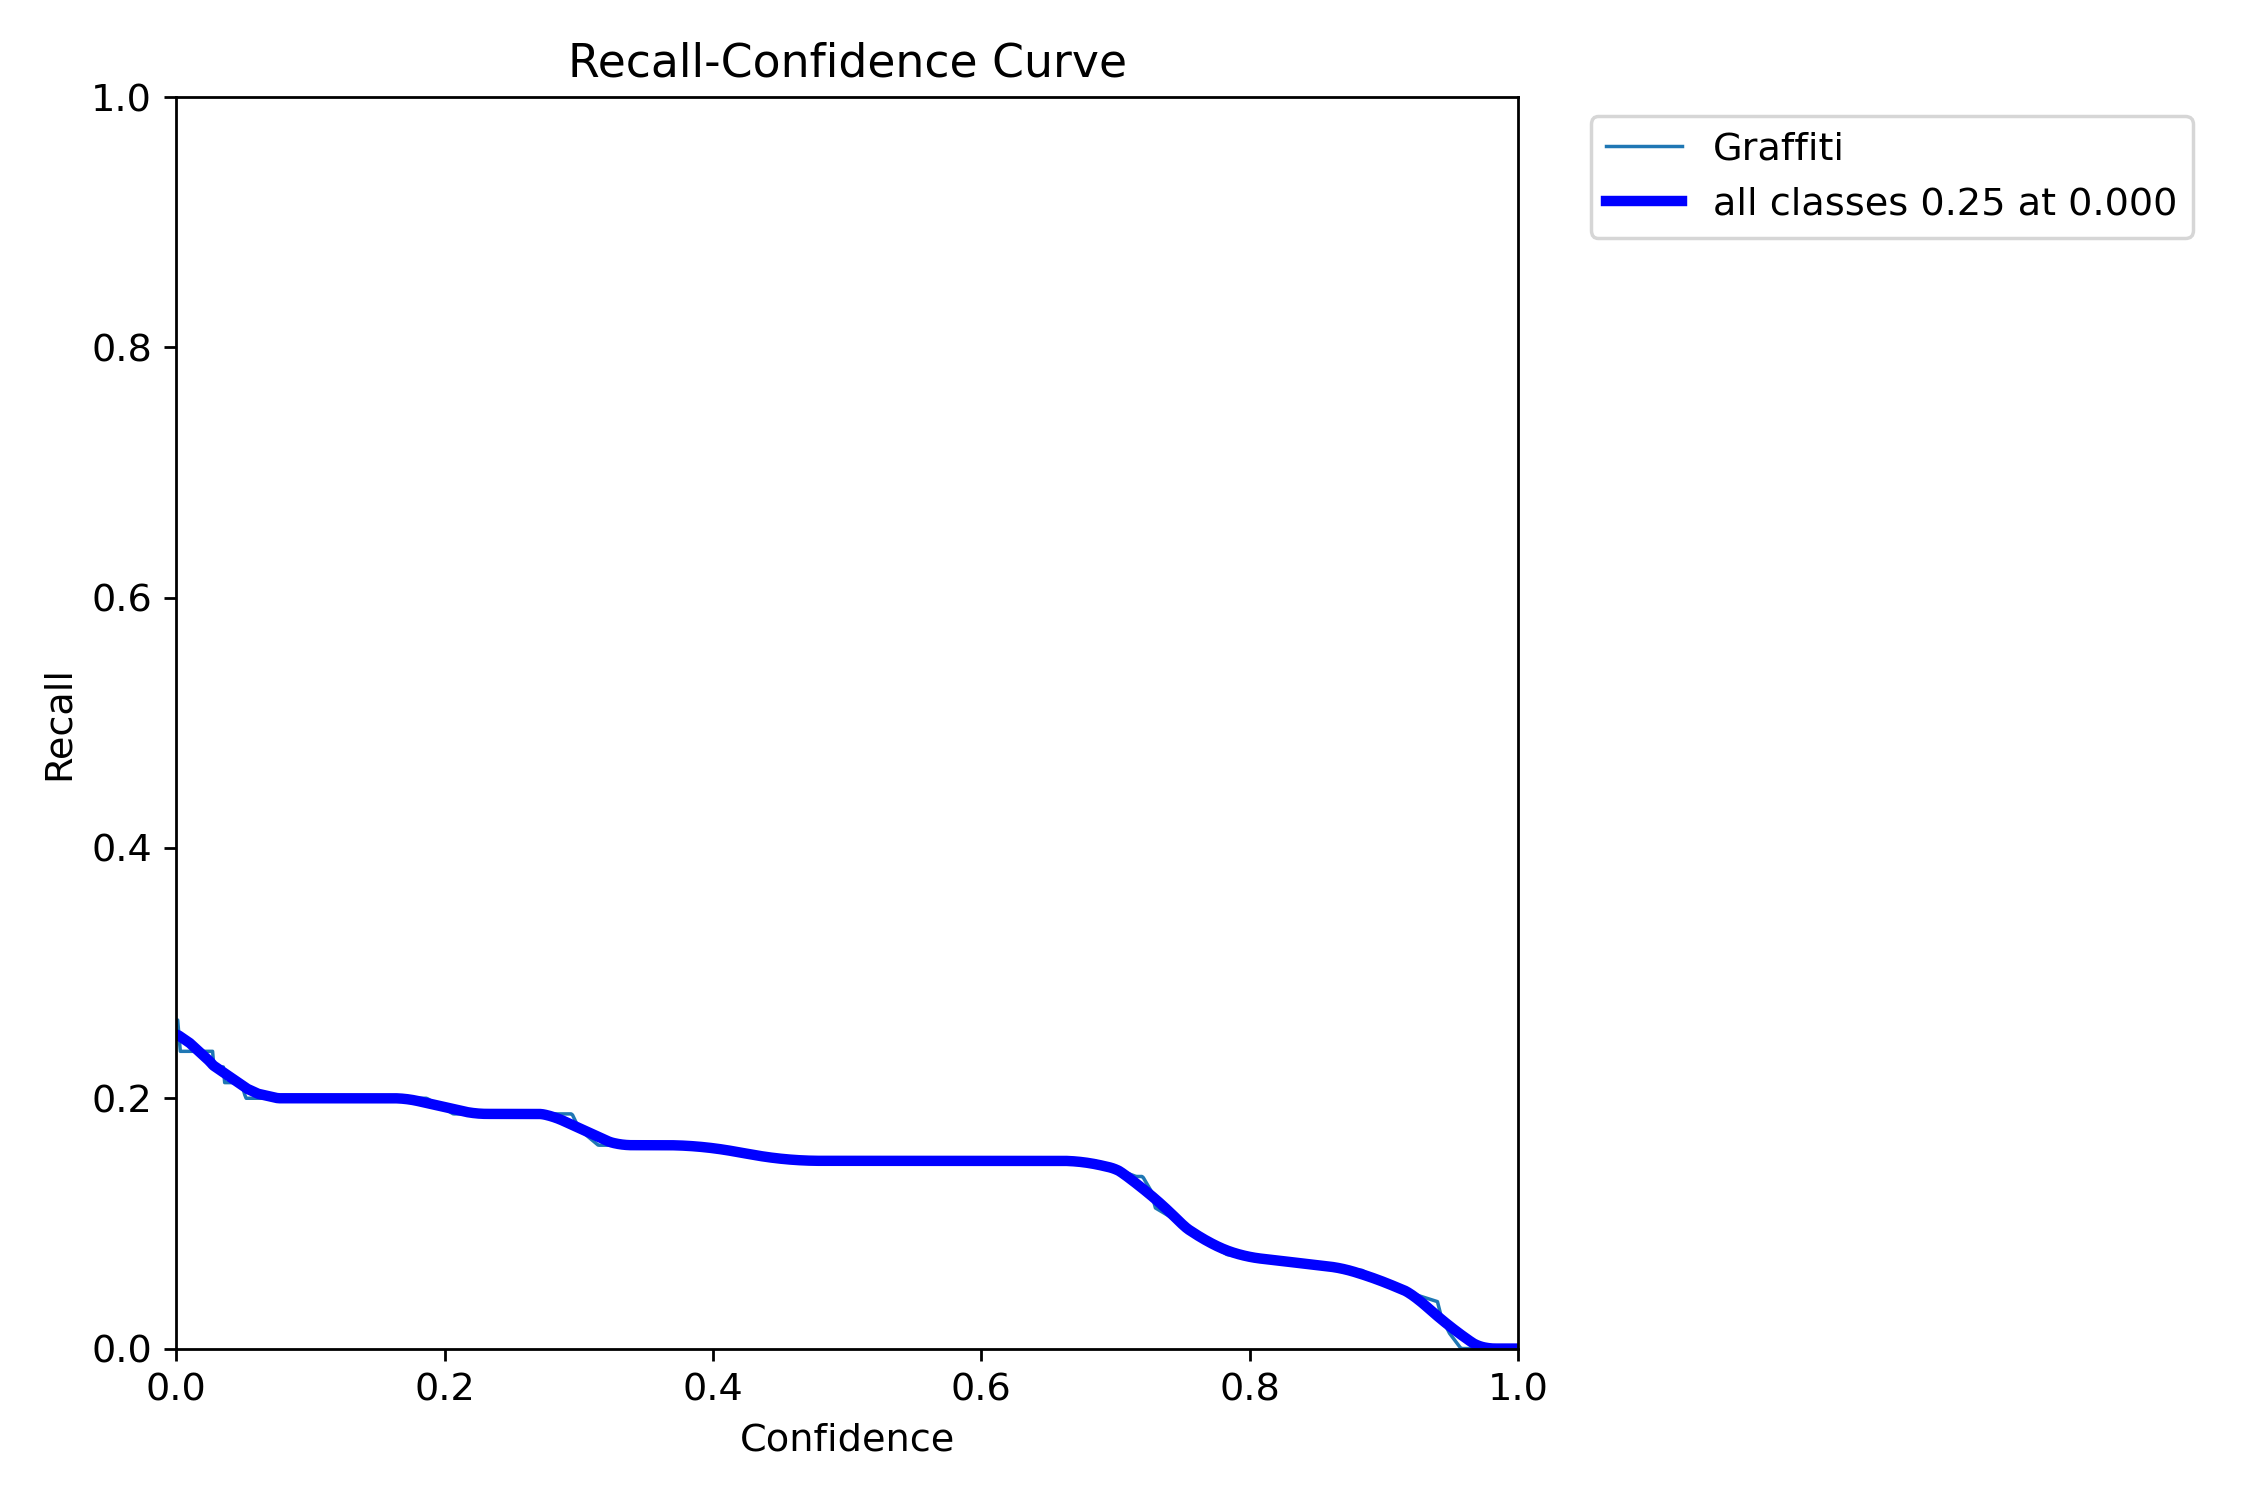 Recall-Confidence Curve
1.0
0.8
0.6
0.4
0.2
0.0
Recall
0.0 0.2 0.4 0.6 0.8 1.0
Confidence
Graffiti
all classes 0.25 at 0.000